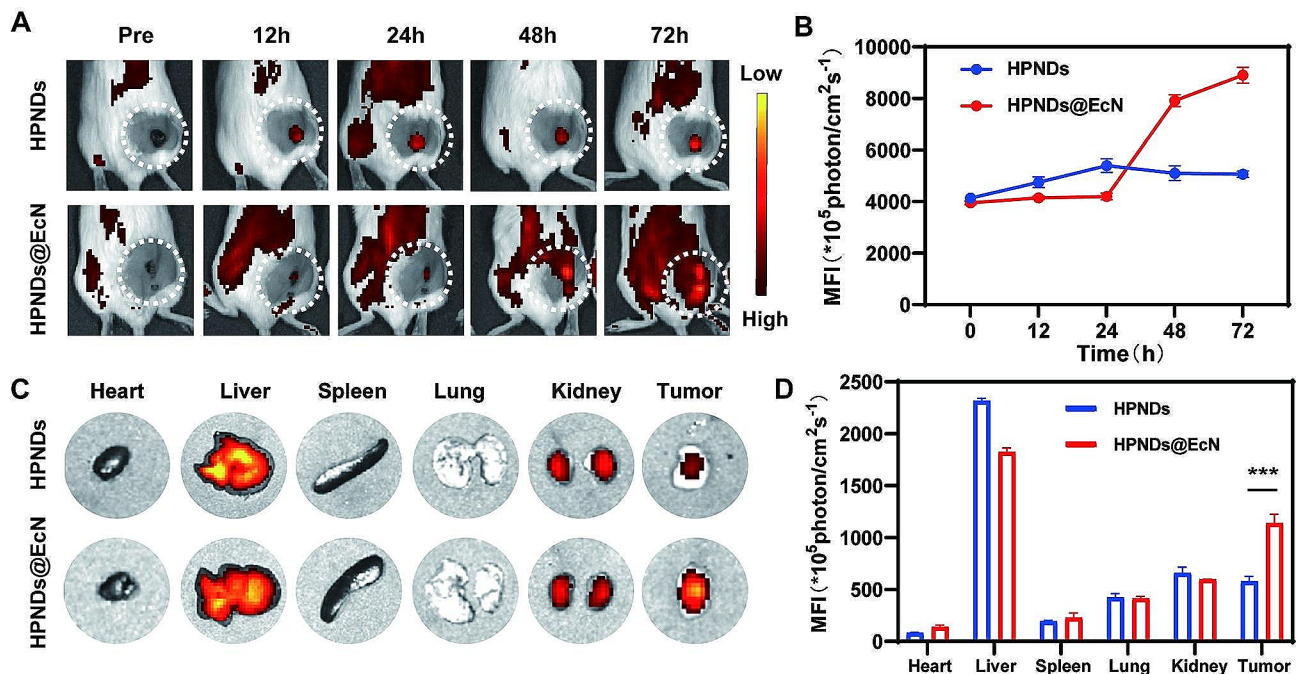 A
Pre 12h 24h 48h 72h
HPNDs
HPNDs@EcN
Low
High
B
MFI(*10⁵photon/cm²s⁻¹)
10000
8000
6000
4000
2000
0
HPNDs
HPNDs@EcN
0 12 24 48 72
Time(h)
C
Heart Liver Spleen Lung Kidney Tumor
HPNDs
HPNDs@EcN
D
MFI(*10⁵photon/cm²s⁻¹)
2500
2000
1500
1000
500
0
HPNDs
HPNDs@EcN
***
Heart Liver Spleen Lung Kidney Tumor